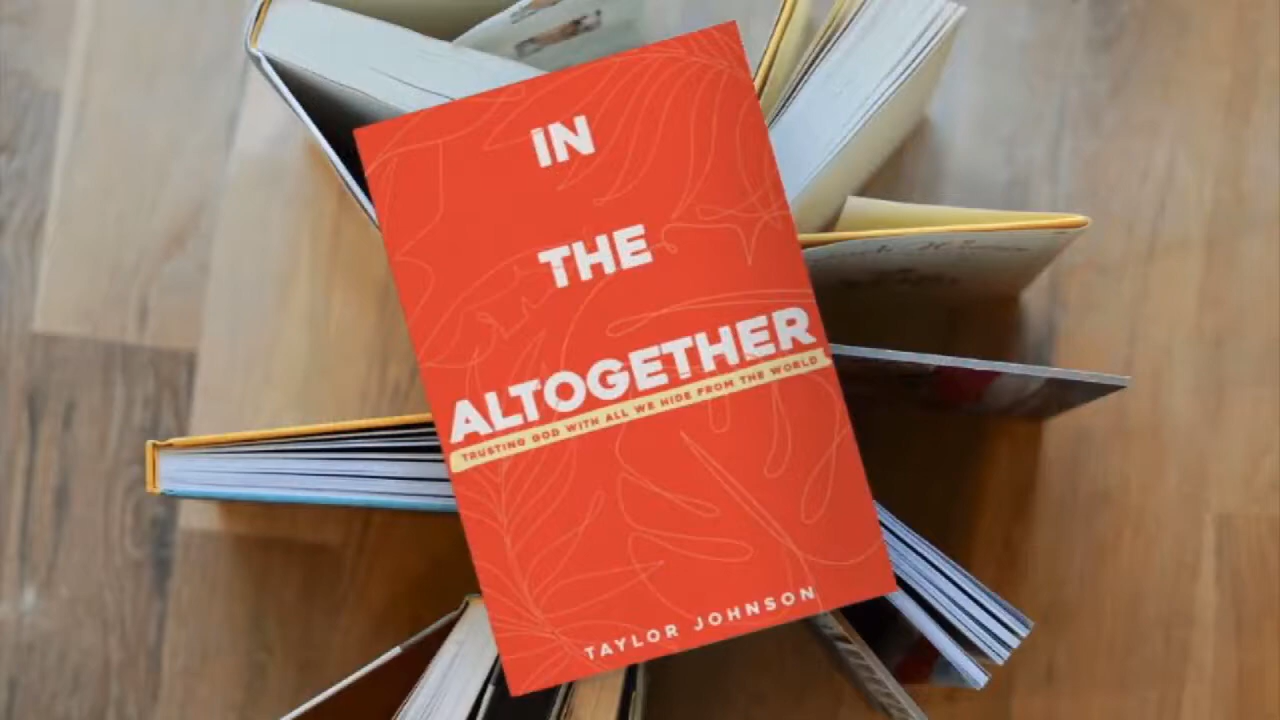 IN
THE
ALTOGETHER
TRUSTING GOD WITH ALL WE HIDE FROM THE WORLD
TAYLOR JOHNSON